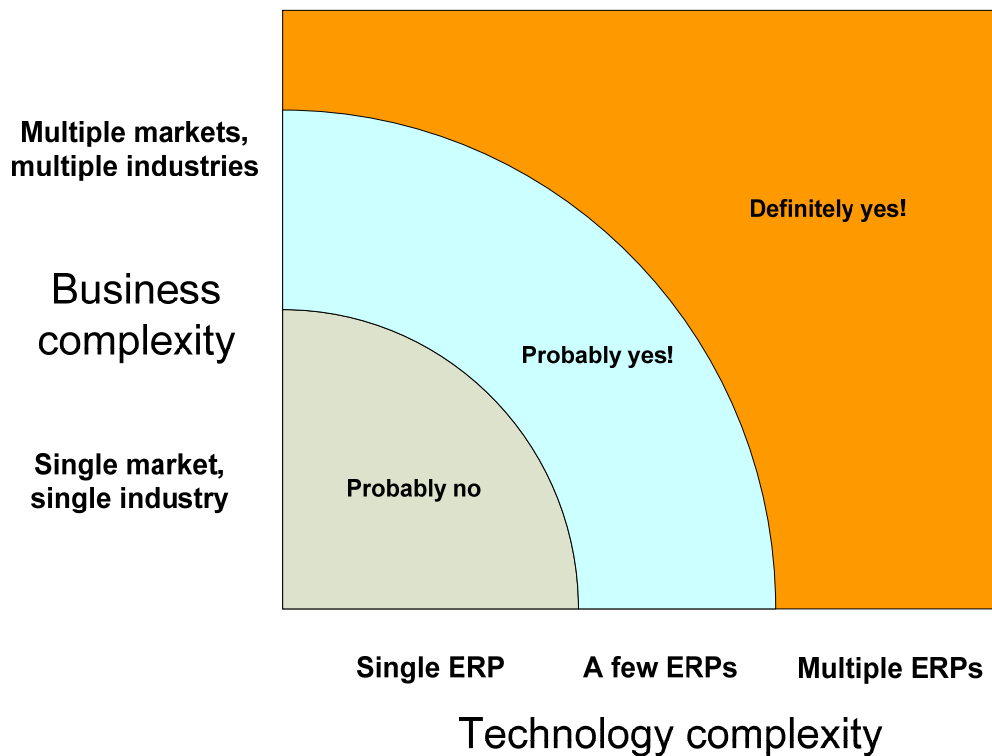 Multiple markets,
multiple industries
Definitely yes!
Business
complexity
Probably yes!
Single market,
single industry
Probably no
Single ERP
A few ERPs
Multiple ERPs
Technology complexity